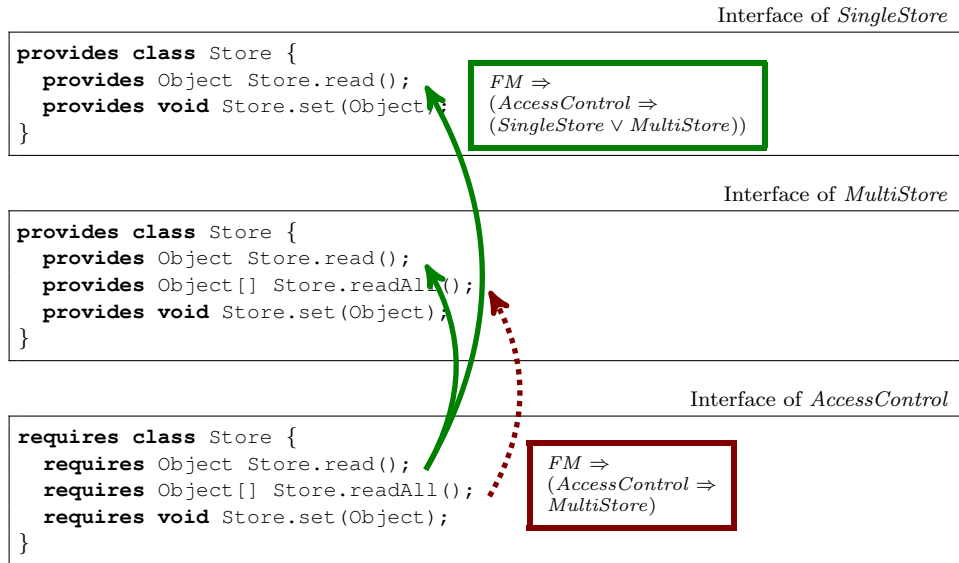 Interface of SingleStore
provides class Store {
provides Object Store.read();
provides void Store.set(Object);
}
FM ⇒
(AccessControl ⇒
(SingleStore ∨ MultiStore))
Interface of MultiStore
provides class Store {
provides Object Store.read();
provides Object[] Store.readAll();
provides void Store.set(Object);
}
Interface of AccessControl
requires class Store {
requires Object Store.read();
requires Object[] Store.readAll();
requires void Store.set(Object);
}
FM ⇒
(AccessControl ⇒
MultiStore)